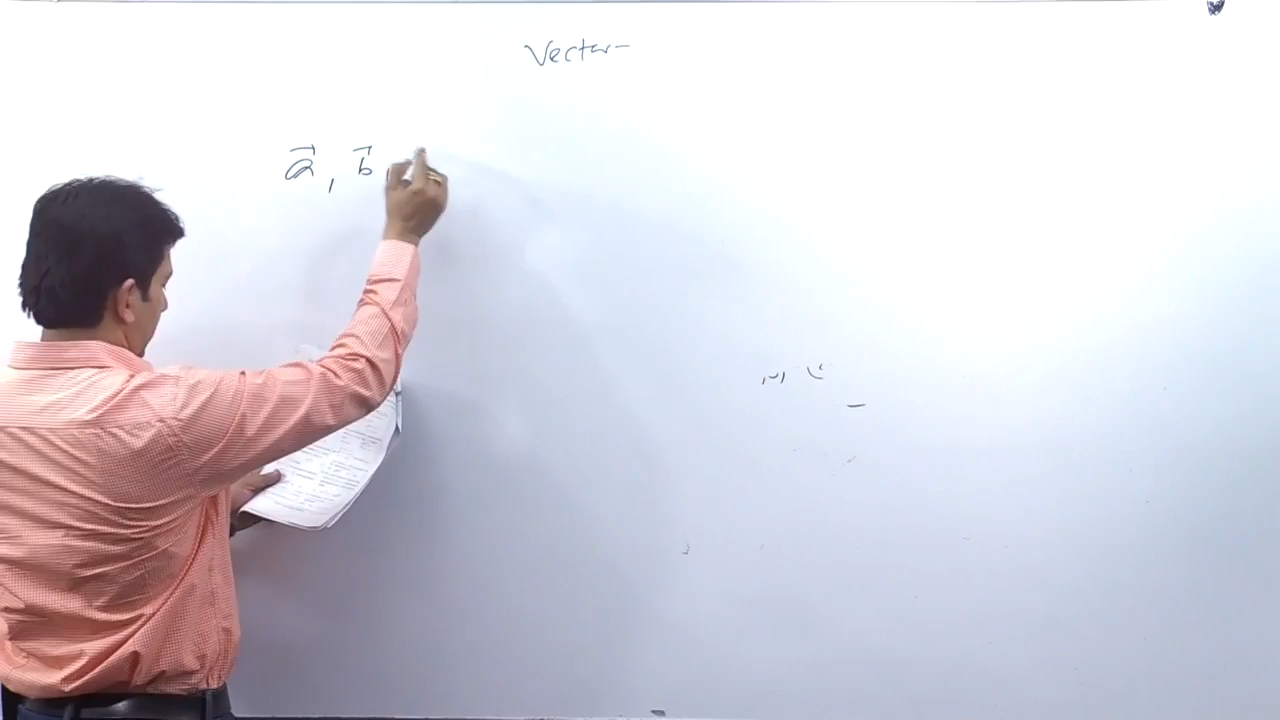 Vector
a⃗, b⃗,